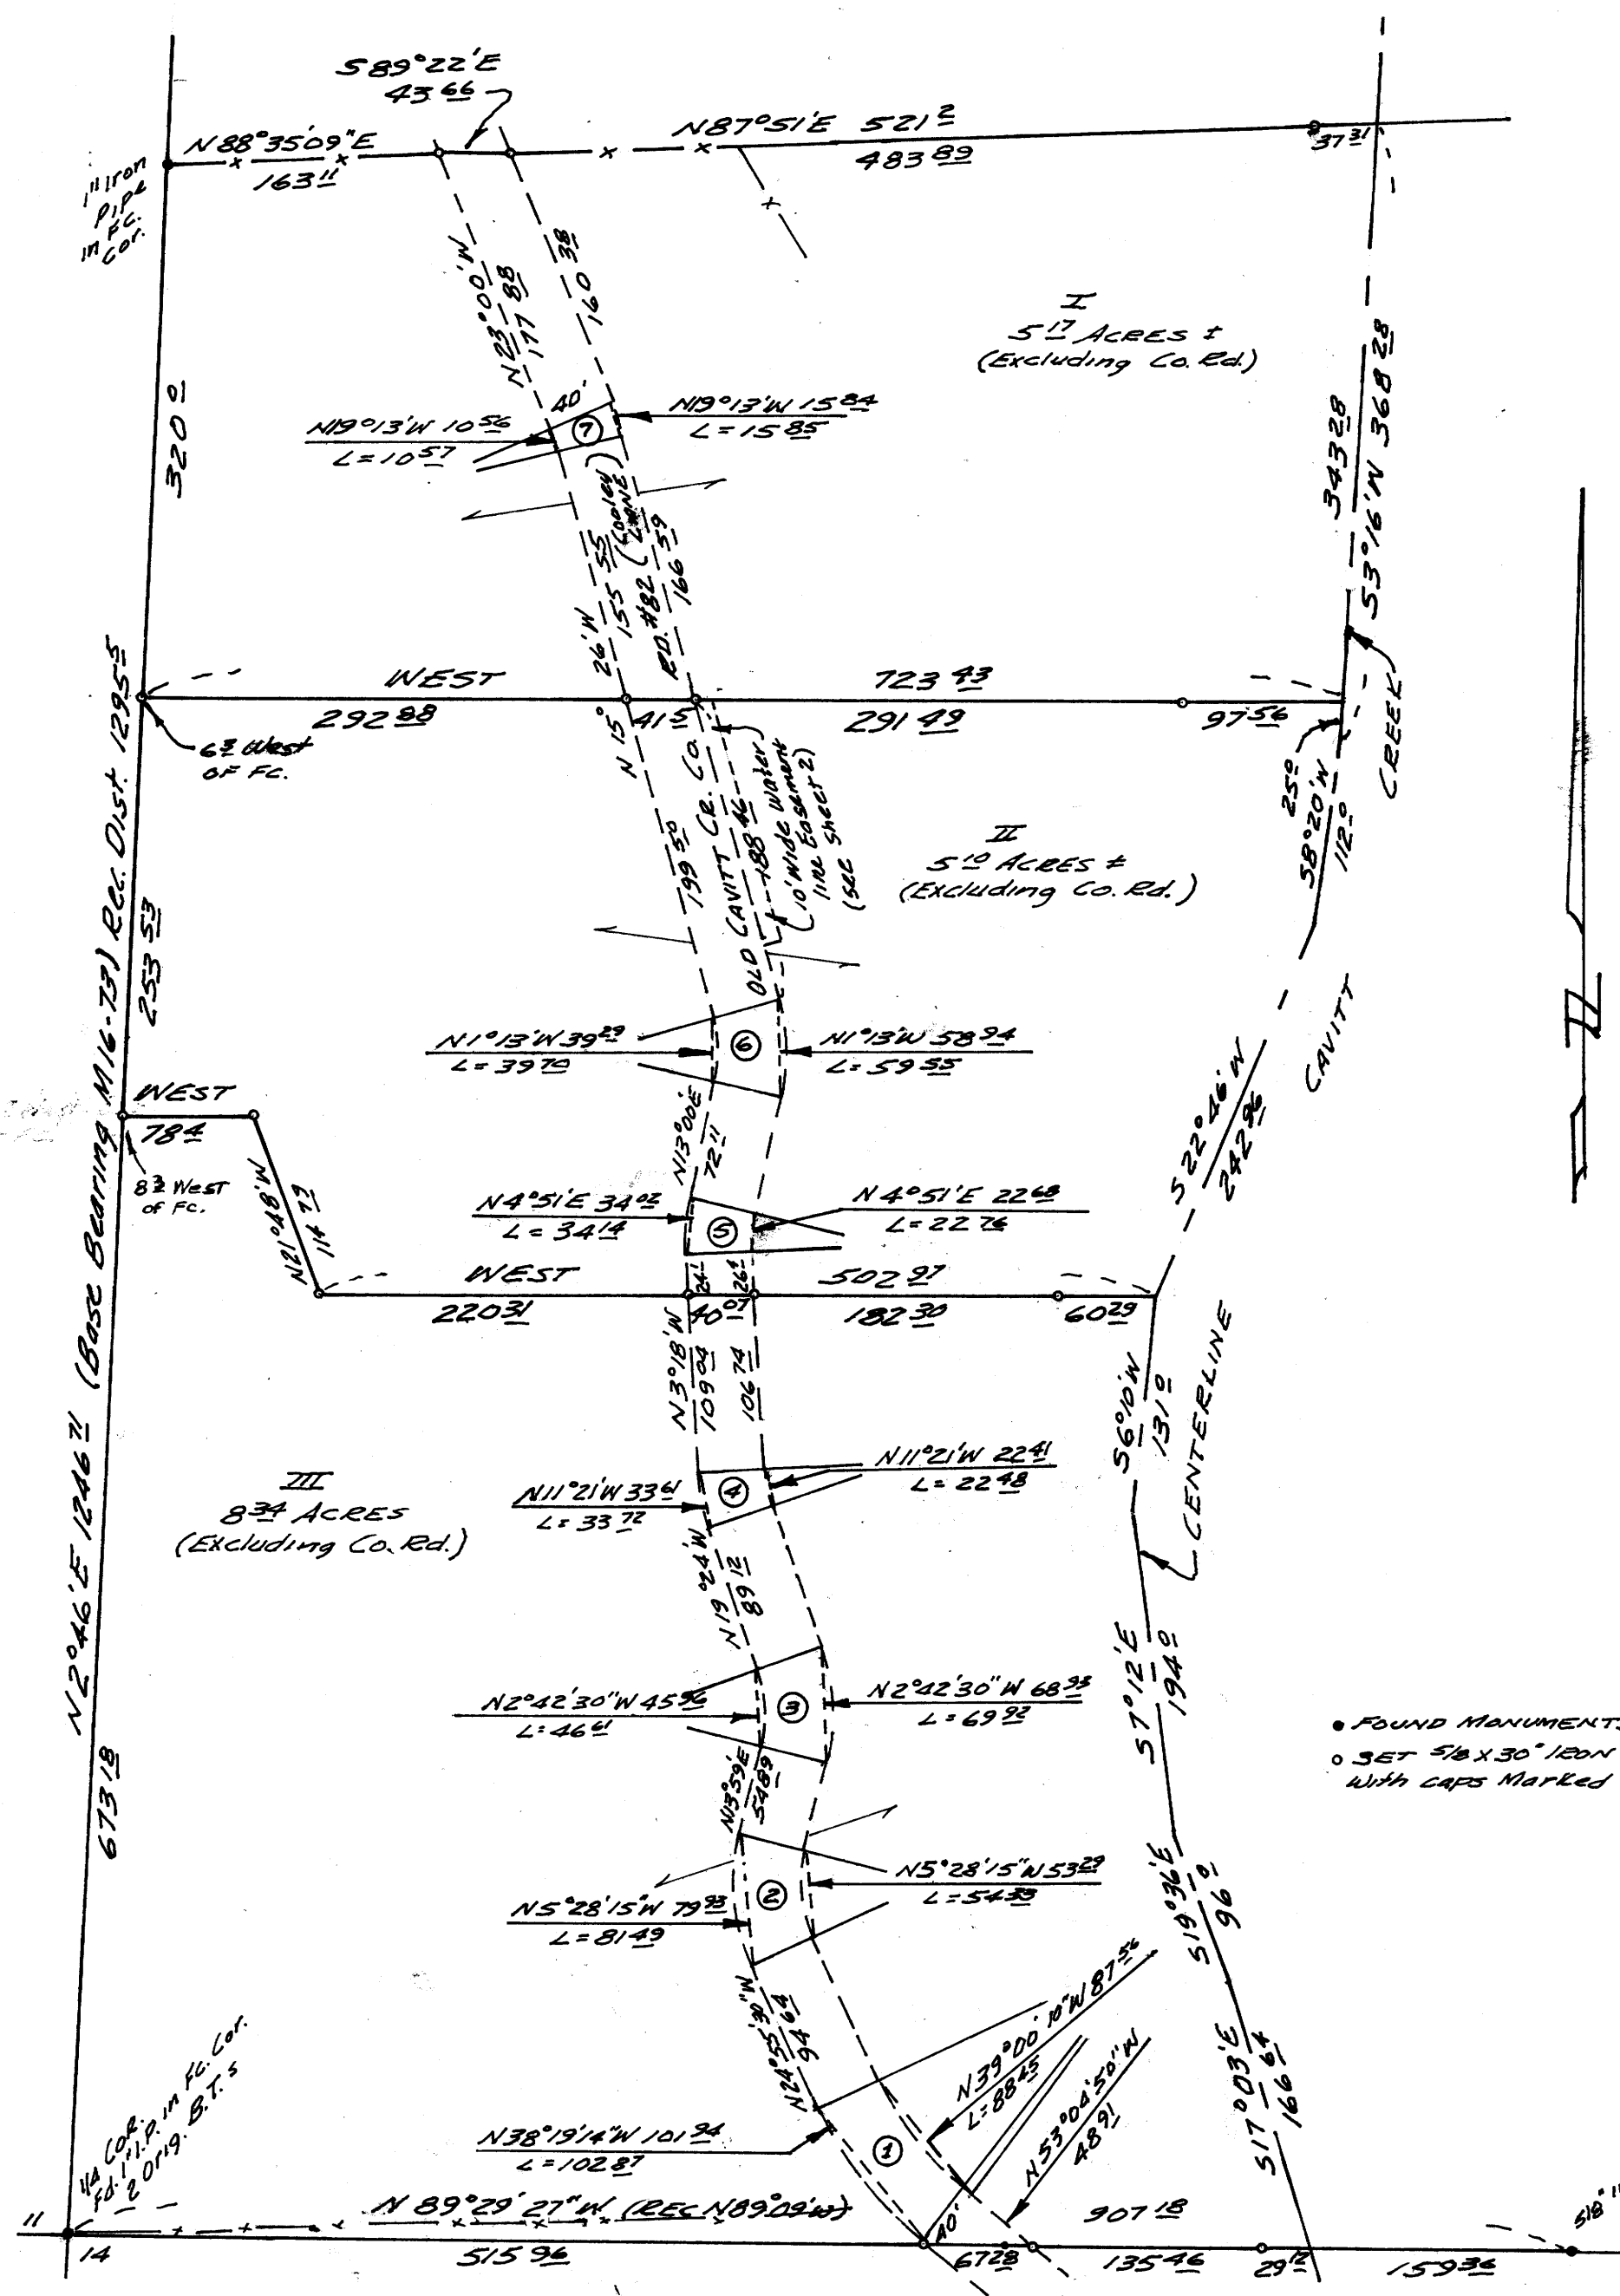 S89°22'E
43 66
N88°35'09"E
163 11
N87°51'E 521 2
483 89
37 31
1" Iron
Pipe
in Fc.
Cor.
N23°00'W
177 88
160 38
I
5 17 ACRES ±
(Excluding Co. Rd.)
320 0
343 28
S3°16'W 368 28
40'
N19°13'W 10 56
L=10 57
7
N19°13'W 15 84
L=15 85
N 15° 26'W
155 55
RD. #82 (Cooley Lane)
166 59
WEST
723 43
292 88
41 5
291 49
97 56
6 3 West
OF FC.
25 0
S8°20'W
112 0
CREEK
199 50
OLD CAVITT CR. CO.
188 46
(10' Wide Water
line Easement
(see Sheet 2)
II
5 10 ACRES ±
(Excluding Co. Rd.)
253 53
N1°13'W 39 29
L=39 70
6
N1°13'W 58 94
L=59 55
CAVITT
S22°46'W
242 96
WEST
78 4
8 3 West
of FC.
N21°48'W
114 79
N13°00'E
72 11
N4°51'E 34 02
L=34 14
5
N4°51'E 22 68
L=22 76
WEST
502 97
24 1
26 4
220 31
40 07
182 30
60 29
N3°18'W
109 04
106 74
S6°10'W
131 0
CENTERLINE
N2°46'E 1246 71 (Base Bearing M16-73) Rec. Dist. 1295 5
III
8 34 ACRES
(Excluding Co. Rd.)
N11°21'W 33 61
L=33 72
4
N11°21'W 22 41
L=22 48
N19°24'W
89 12
S7°12'E
194 0
N2°42'30"W 45 96
L=46 61
3
N2°42'30"W 68 93
L=69 92
• FOUND MONUMENTS
o SET 5/8 X 30" IRON
With caps Marked
673 18
N13°59'E
54 89
N5°28'15"W 79 93
L=81 49
2
N5°28'15"W 53 29
L=54 33
S19°36'E
96 0
N24°55'30"W
94 64
N39°00'10"W 87 56
L=88 45
N53°04'50"W
48 91
S17°03'E
166 64
N38°19'14"W 101 94
L=102 87
1
1/4 COR.
Fd. 1" I.P. in Fc. Cor.
2 Orig. B.T.s
11
14
N 89°29'27"W (REC N89°09'W)
907 18
515 96
40'
67 28
135 46
29 12
159 36
5/8"